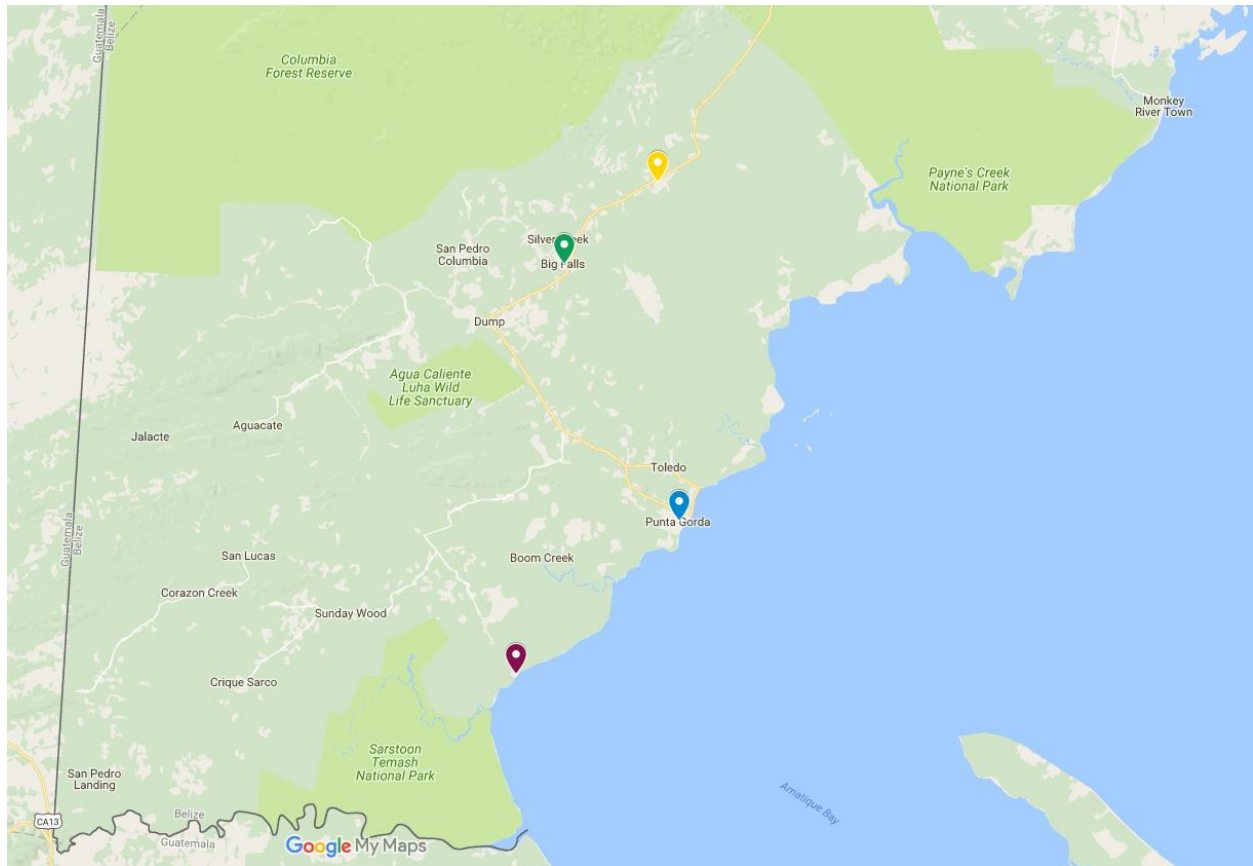 Guatemala
Belize
Columbia
Forest Reserve
Monkey
River Town
Payne's Creek
National Park
San Pedro
Columbia
Big Falls
Dump
Agua Caliente
Luha Wild
Life Sanctuary
Aguacate
Jalacte
Toledo
Punta Gorda
Guatemala
Belize
San Lucas
Boom Creek
Corazon Creek
Sunday Wood
Crique Sarco
Sarstoon
Temash
National Park
San Pedro
Landing
Amatique Bay
CA13
Belize
Guatemala
Google My Maps